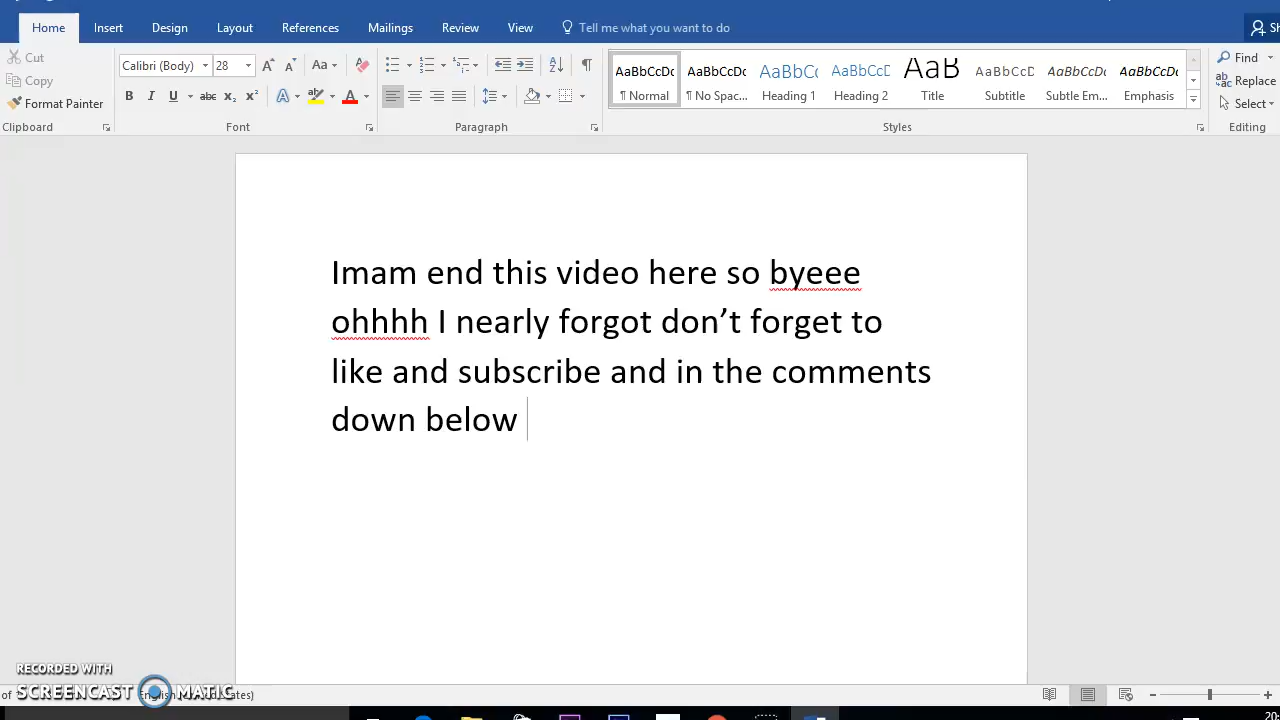 Home Insert Design Layout References Mailings Review View Tell me what you want to do
Cut
Copy
Format Painter
Clipboard
Calibri (Body) 28
Font
Paragraph
AaBbCcDc AaBbCcDc AaBbC AaBbCcD AaB AaBbCcD AaBbCcDc AaBbCcDc
¶ Normal ¶ No Spac... Heading 1 Heading 2 Title Subtitle Subtle Em... Emphasis
Styles
Find
Replace
Select
Editing
Imam end this video here so byeee
ohhhh I nearly forgot don’t forget to
like and subscribe and in the comments
down below
RECORDED WITH
SCREENCAST MATIC